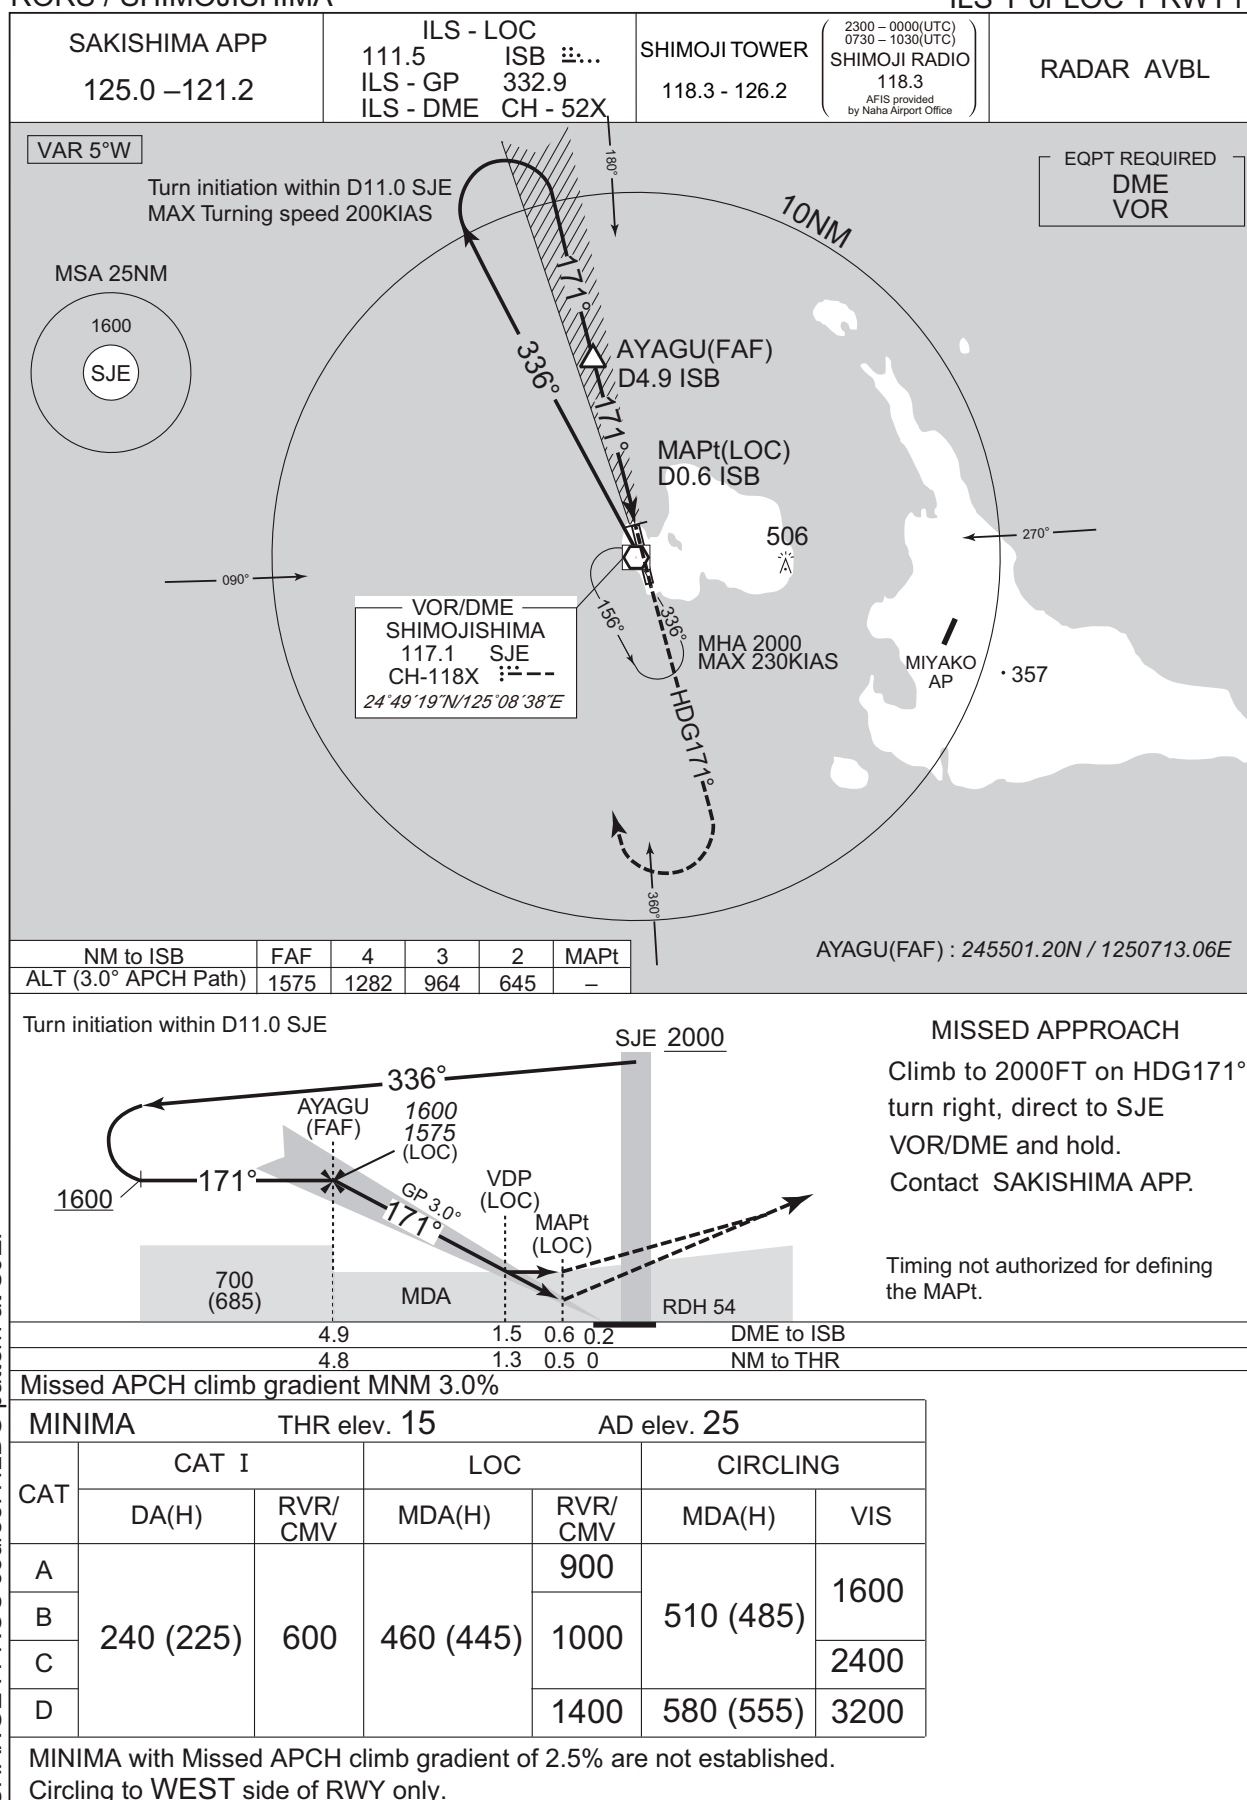 RORS / SHIMOJISHIMA
SAKISHIMA APP
125.0 –121.2
ILS - LOC
111.5 ISB
ILS - GP 332.9
ILS - DME CH - 52X
SHIMOJI TOWER
118.3 - 126.2
2300 – 0000(UTC)
0730 – 1030(UTC)
SHIMOJI RADIO
118.3
AFIS provided
by Naha Airport Office
RADAR AVBL
VAR 5°W
EQPT REQUIRED
DME
VOR
Turn initiation within D11.0 SJE
MAX Turning speed 200KIAS
180°
10NM
MSA 25NM
1600
SJE
171°
336°
AYAGU(FAF)
D4.9 ISB
171°
MAPt(LOC)
D0.6 ISB
506
270°
090°
VOR/DME
SHIMOJISHIMA
117.1 SJE
CH-118X
24°49´19˝N/125°08´38˝E
156°
336°
MHA 2000
MAX 230KIAS
MIYAKO
AP
357
HDG171°
360°
AYAGU(FAF) : 245501.20N / 1250713.06E
NM to ISB FAF 4 3 2 MAPt
ALT (3.0° APCH Path) 1575 1282 964 645 –
Turn initiation within D11.0 SJE
SJE 2000
336°
AYAGU
(FAF)
1600
1575
(LOC)
171°
1600
GP 3.0°
171°
VDP
(LOC)
MAPt
(LOC)
700
(685)
MDA
RDH 54
4.9 1.5 0.6 0.2 DME to ISB
4.8 1.3 0.5 0 NM to THR
MISSED APPROACH
Climb to 2000FT on HDG171°
turn right, direct to SJE
VOR/DME and hold.
Contact SAKISHIMA APP.
Timing not authorized for defining
the MAPt.
Missed APCH climb gradient MNM 3.0%
MINIMA THR elev. 15 AD elev. 25
CAT CAT I LOC CIRCLING
DA(H) RVR/CMV MDA(H) RVR/CMV MDA(H) VIS
A 240 (225) 600 460 (445) 900 510 (485) 1600
B 1000
C 2400
D 1400 580 (555) 3200
MINIMA with Missed APCH climb gradient of 2.5% are not established.
Circling to WEST side of RWY only.